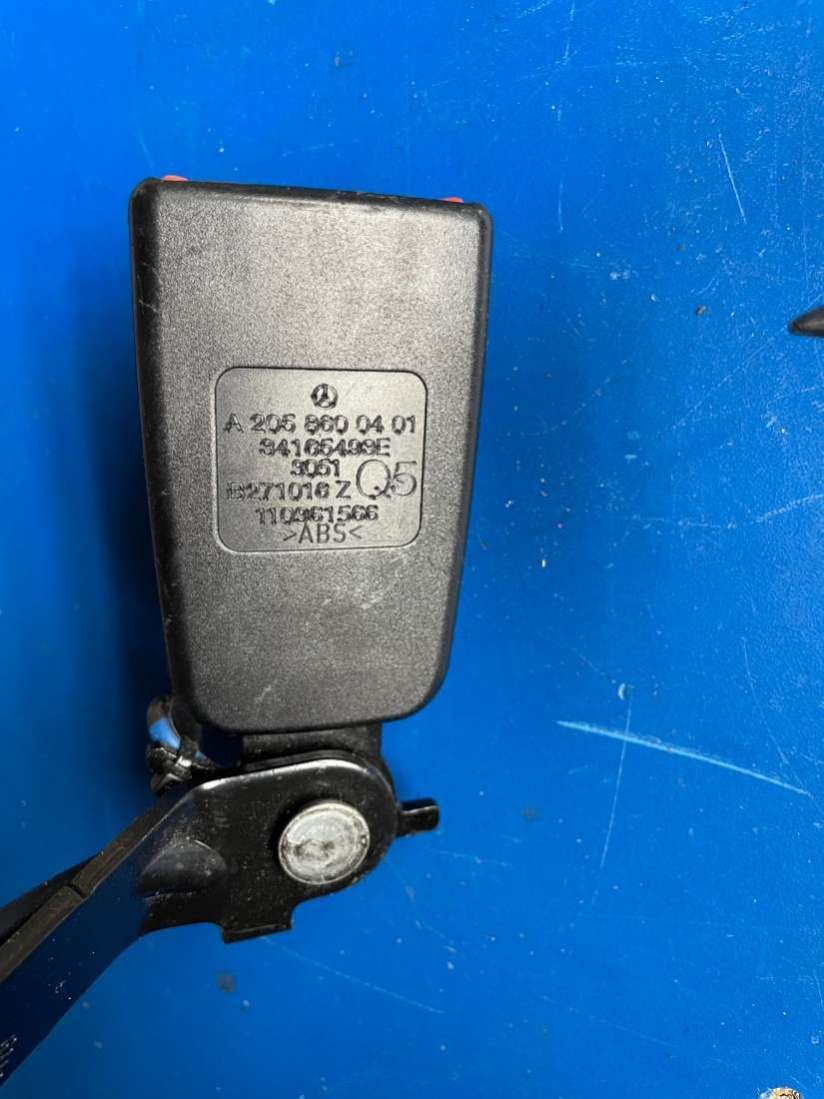 A 205 860 04 01
34165498E
3051
B271016 Z Q5
110961566
>ABS<